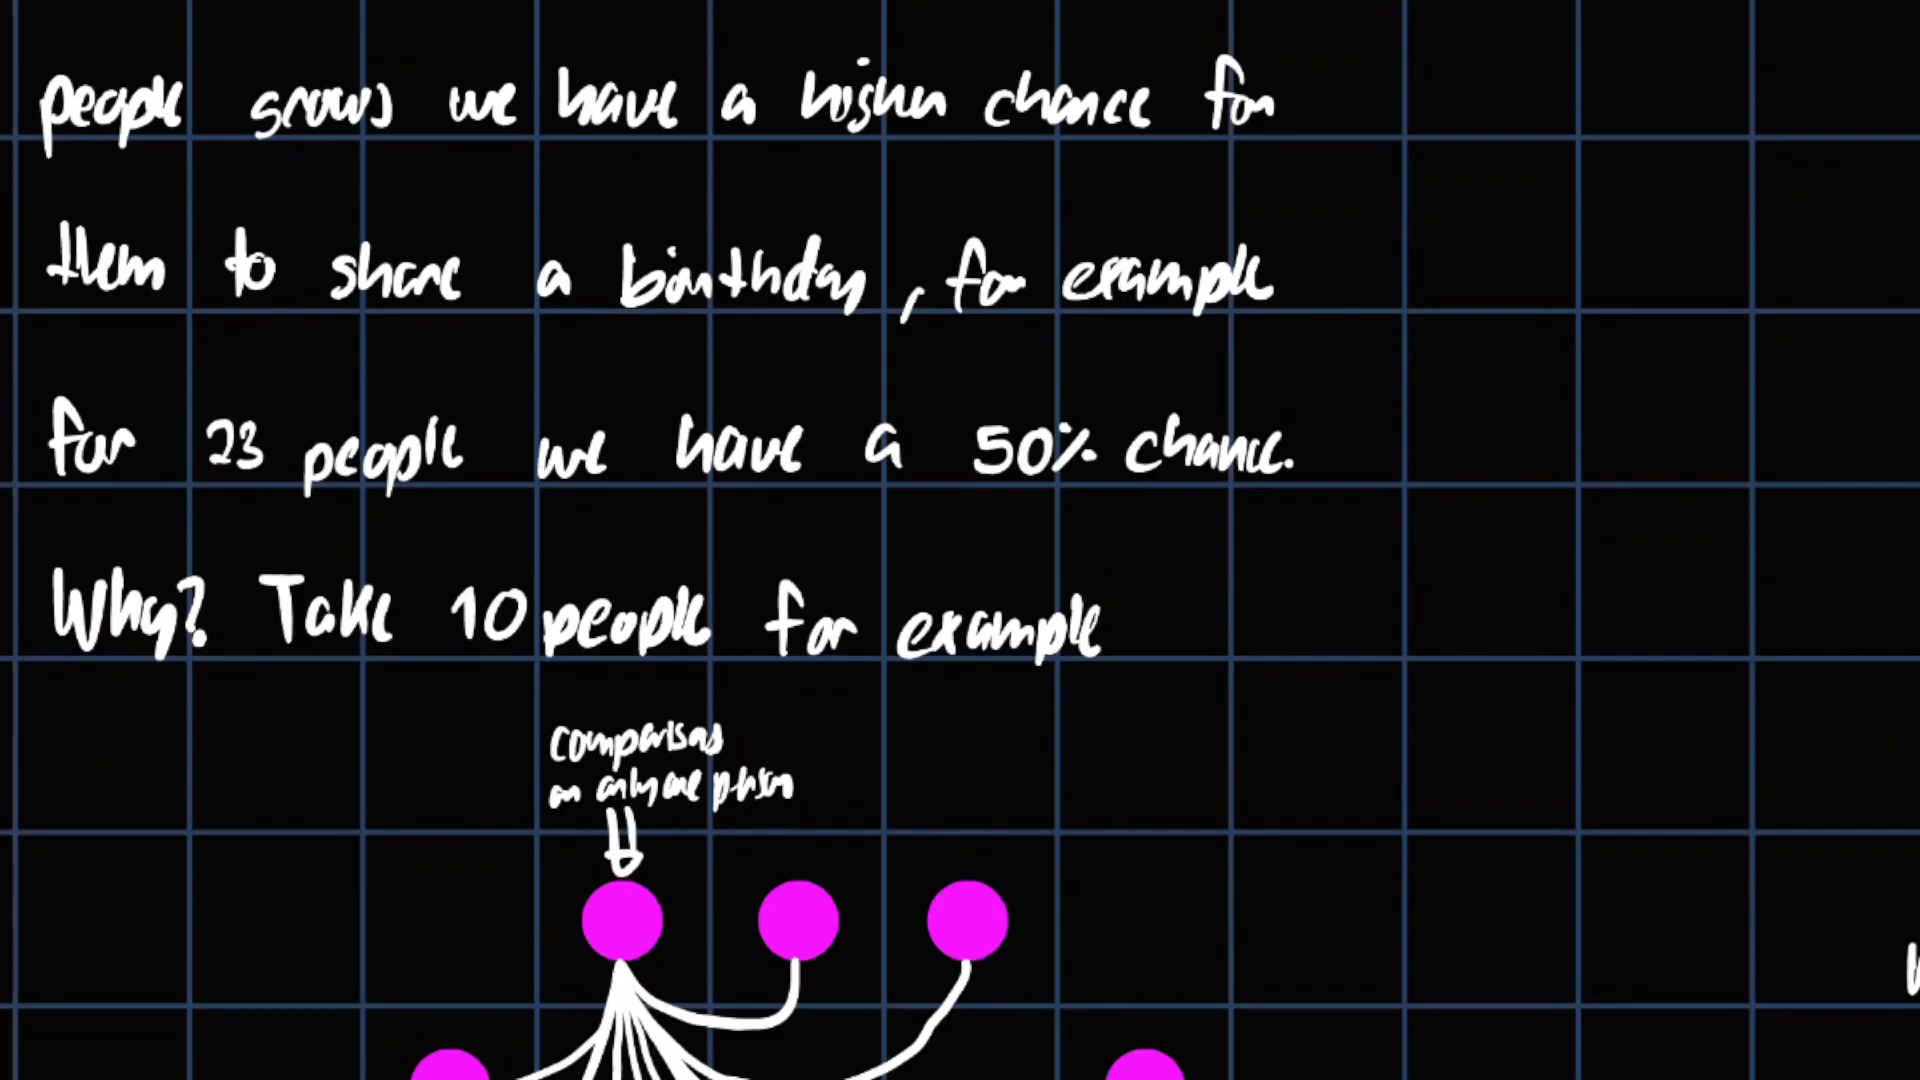 people grows we have a higher chance for
them to share a birthday, for example
for 23 people we have a 50% chance.
Why? Take 10 people for example
comparisons
on only one person